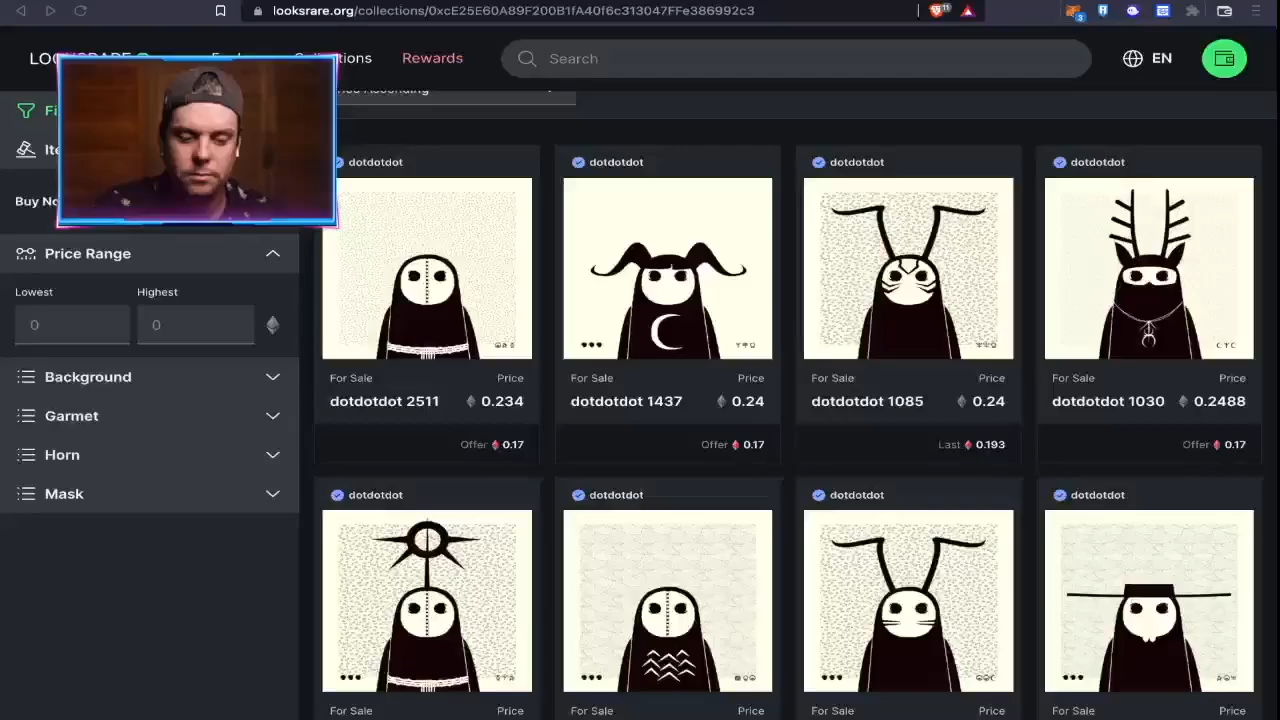 looksrare.org/collections/0xcE25E60A89F200B1fA40f6c313047FFe386992c3
11
3
Rewards
Search
EN
Buy
Price Range
Lowest
Highest
0
0
Background
Garmet
Horn
Mask
dotdotdot
dotdotdot
dotdotdot
dotdotdot
For Sale
Price
dotdotdot 2511
0.234
Offer
0.17
For Sale
Price
dotdotdot 1437
0.24
Offer
0.17
For Sale
Price
dotdotdot 1085
0.24
Last
0.193
For Sale
Price
dotdotdot 1030
0.2488
Offer
0.17
dotdotdot
dotdotdot
dotdotdot
dotdotdot
For Sale
Price
For Sale
Price
For Sale
Price
For Sale
Price